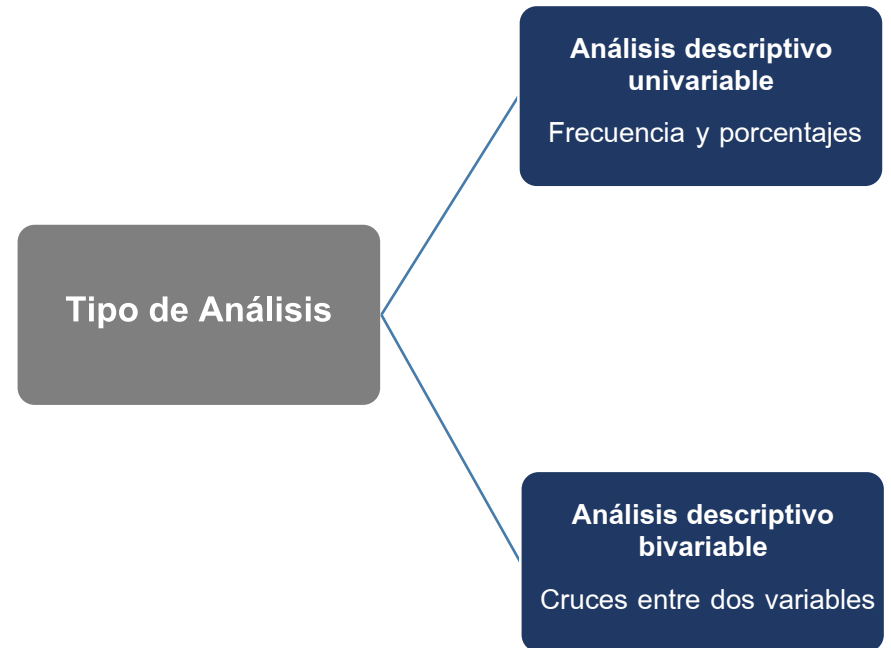 Análisis descriptivo
univariable
Frecuencia y porcentajes
Tipo de Análisis
Análisis descriptivo
bivariable
Cruces entre dos variables